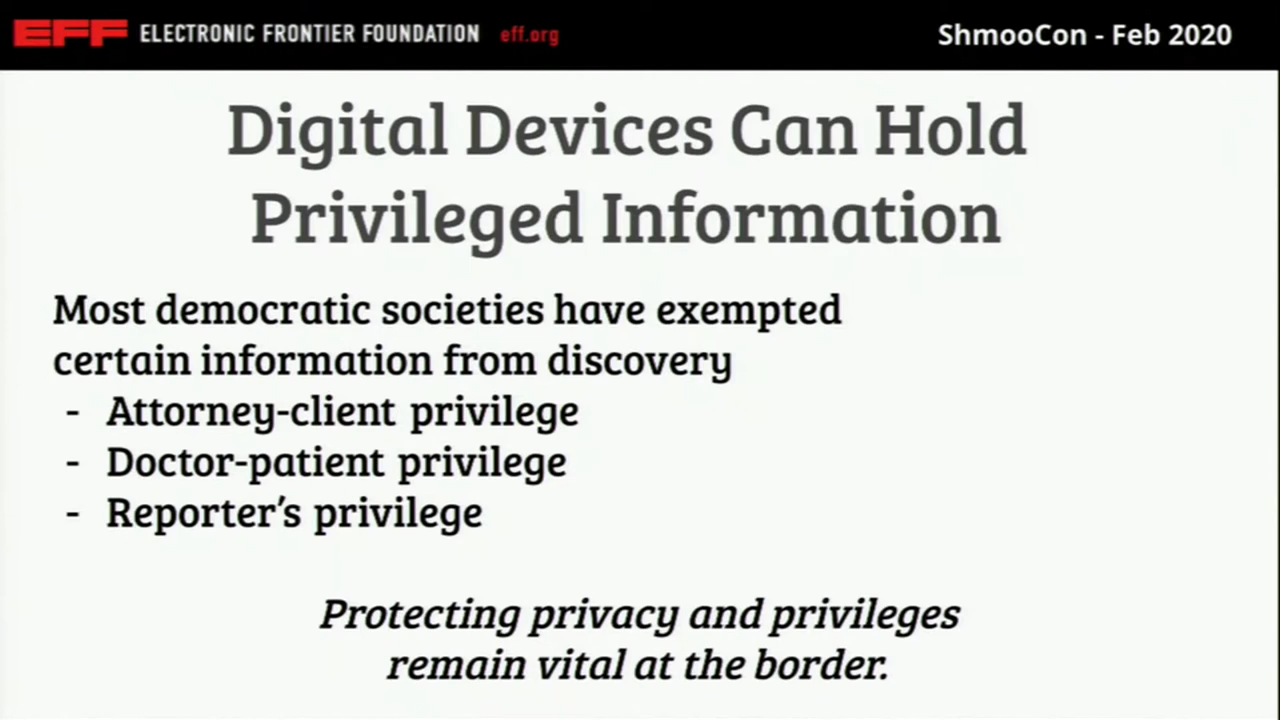 EFF ELECTRONIC FRONTIER FOUNDATION eff.org
ShmooCon - Feb 2020
Digital Devices Can Hold
Privileged Information
Most democratic societies have exempted
certain information from discovery
- Attorney-client privilege
- Doctor-patient privilege
- Reporter’s privilege
Protecting privacy and privileges
remain vital at the border.